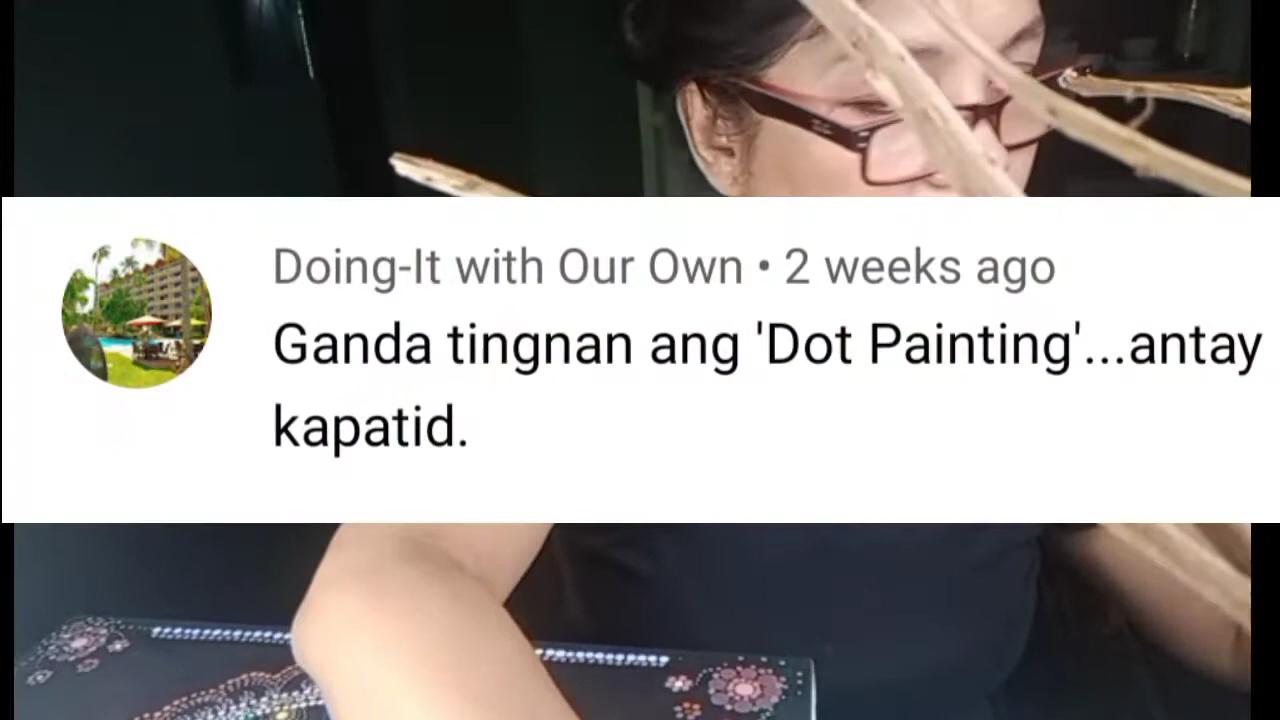 Doing-It with Our Own • 2 weeks ago
Ganda tingnan ang 'Dot Painting'...antay
kapatid.